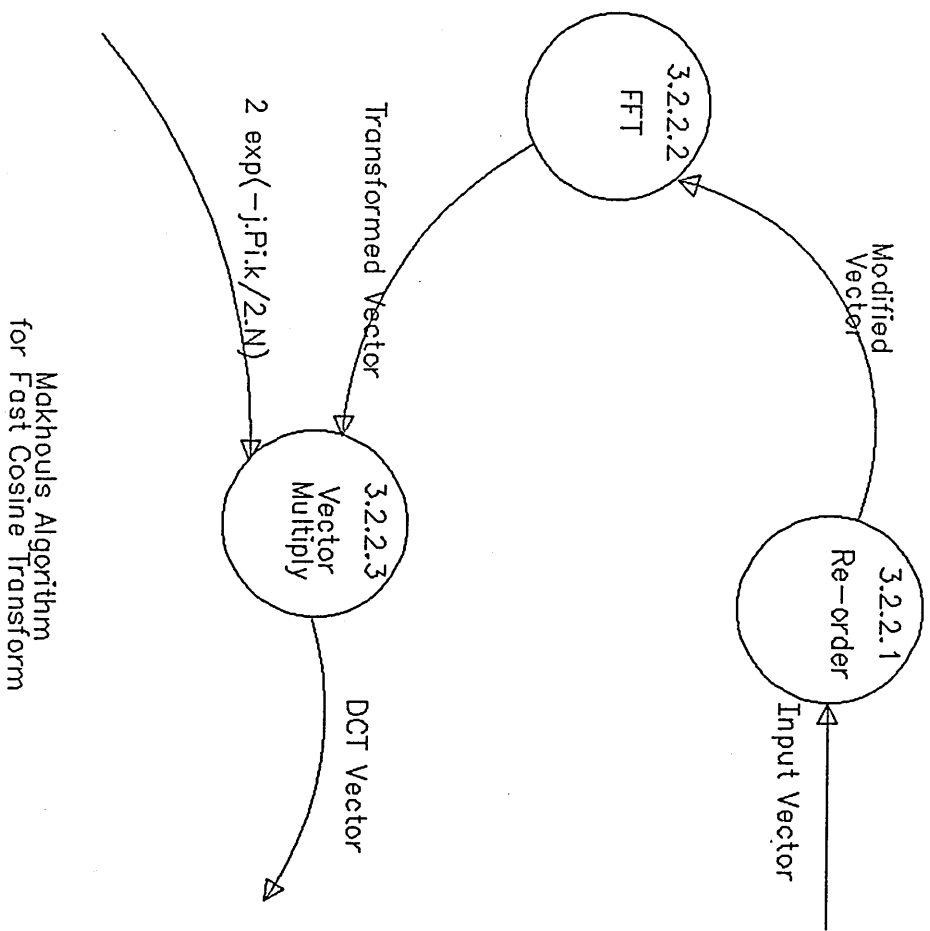 3.2.2.1
Re-order
Input Vector
Modified
Vector
3.2.2.2
FFT
Transformed Vector
2 exp(-j.Pi.k/2.N)
3.2.2.3
Vector
Multiply
DCT Vector
Makhouls Algorithm
for Fast Cosine Transform